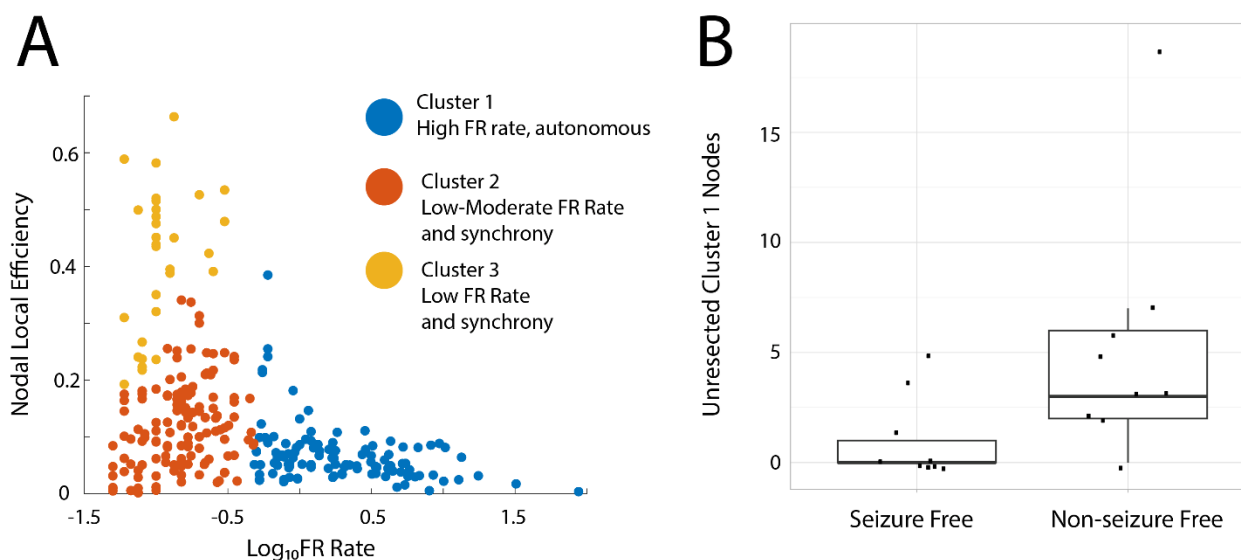 A
Nodal Local Efficiency
0.6
0.4
0.2
0
-1.5
-0.5
0.5
1.5
Log₁₀FR Rate
Cluster 1
High FR rate, autonomous
Cluster 2
Low-Moderate FR Rate
and synchrony
Cluster 3
Low FR Rate
and synchrony
B
Unresected Cluster 1 Nodes
15
10
5
0
Seizure Free
Non-seizure Free